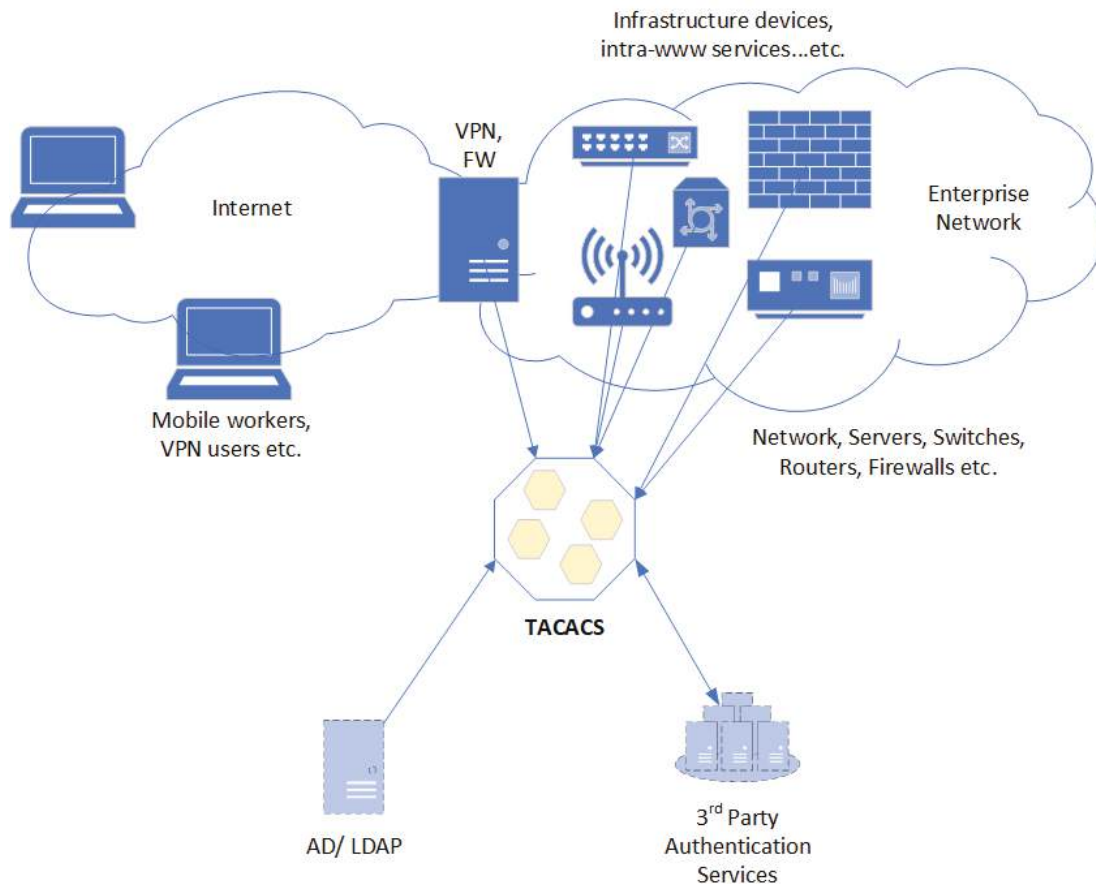 Infrastructure devices,
intra-www services...etc.
VPN,
FW
Internet
Enterprise
Network
Mobile workers,
VPN users etc.
Network, Servers, Switches,
Routers, Firewalls etc.
TACACS
AD/ LDAP
3rd Party
Authentication
Services